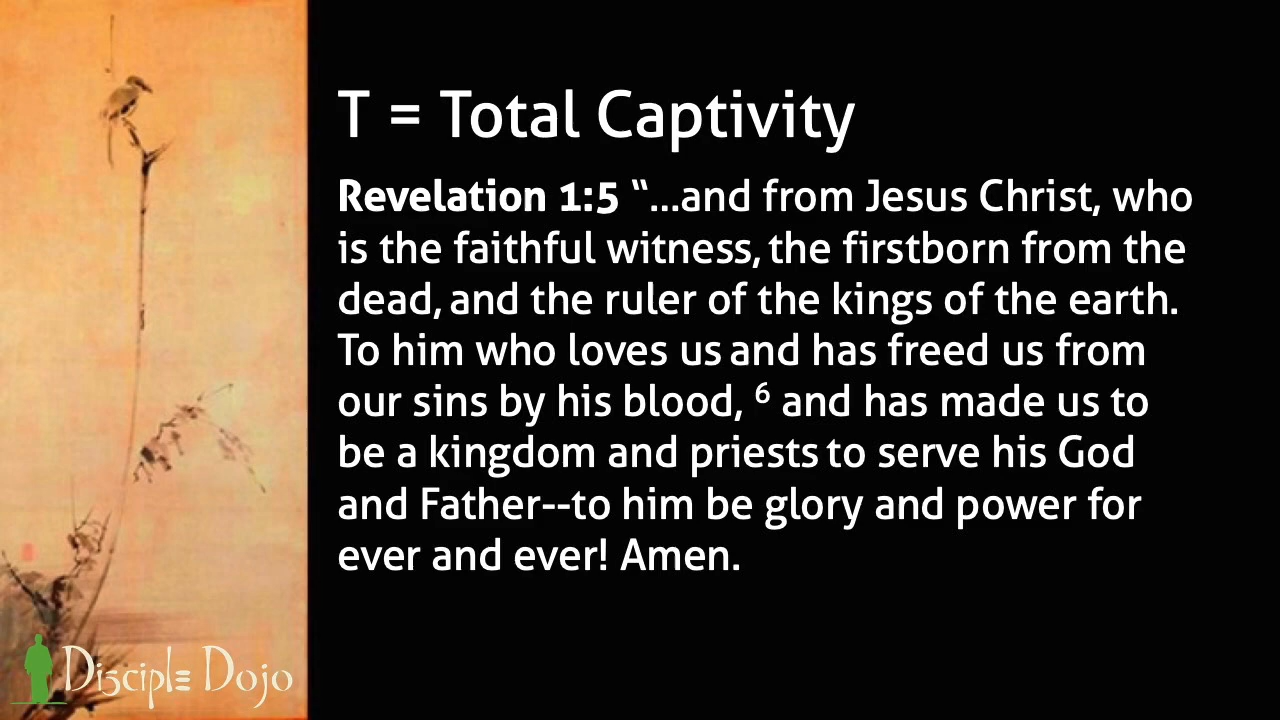 T = Total Captivity
Revelation 1:5 “...and from Jesus Christ, who
is the faithful witness, the firstborn from the
dead, and the ruler of the kings of the earth.
To him who loves us and has freed us from
our sins by his blood, ⁶ and has made us to
be a kingdom and priests to serve his God
and Father--to him be glory and power for
ever and ever! Amen.
Disciple Dojo